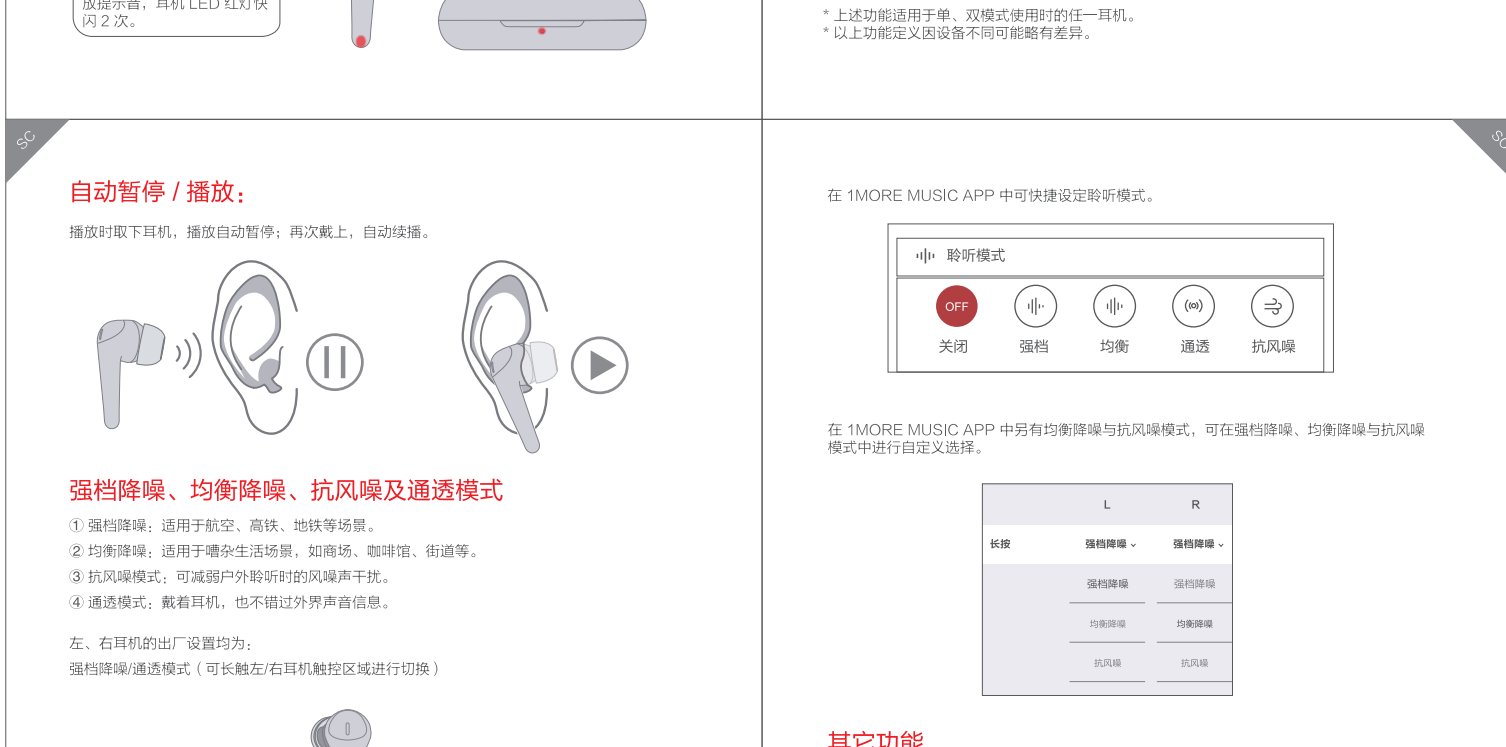 放提示音，耳机 LED 红灯快
闪 2 次。
* 上述功能适用于单、双模式使用时的任一耳机。
* 以上功能定义因设备不同可能略有差异。
SC
自动暂停 / 播放：
播放时取下耳机，播放自动暂停；再次戴上，自动续播。
强档降噪、均衡降噪、抗风噪及通透模式
① 强档降噪：适用于航空、高铁、地铁等场景。
② 均衡降噪：适用于嘈杂生活场景，如商场、咖啡馆、街道等。
③ 抗风噪模式：可减弱户外聆听时的风噪声干扰。
④ 通透模式：戴着耳机，也不错过外界声音信息。
左、右耳机的出厂设置均为：
强档降噪/通透模式（可长触左/右耳机触控区域进行切换）
SC
在 1MORE MUSIC APP 中可快捷设定聆听模式。
聆听模式
OFF
关闭 强档 均衡 通透 抗风噪
在 1MORE MUSIC APP 中另有均衡降噪与抗风噪模式，可在强档降噪、均衡降噪与抗风噪
模式中进行自定义选择。
L R
长按 强档降噪 强档降噪
强档降噪 强档降噪
均衡降噪 均衡降噪
抗风噪 抗风噪
其它功能